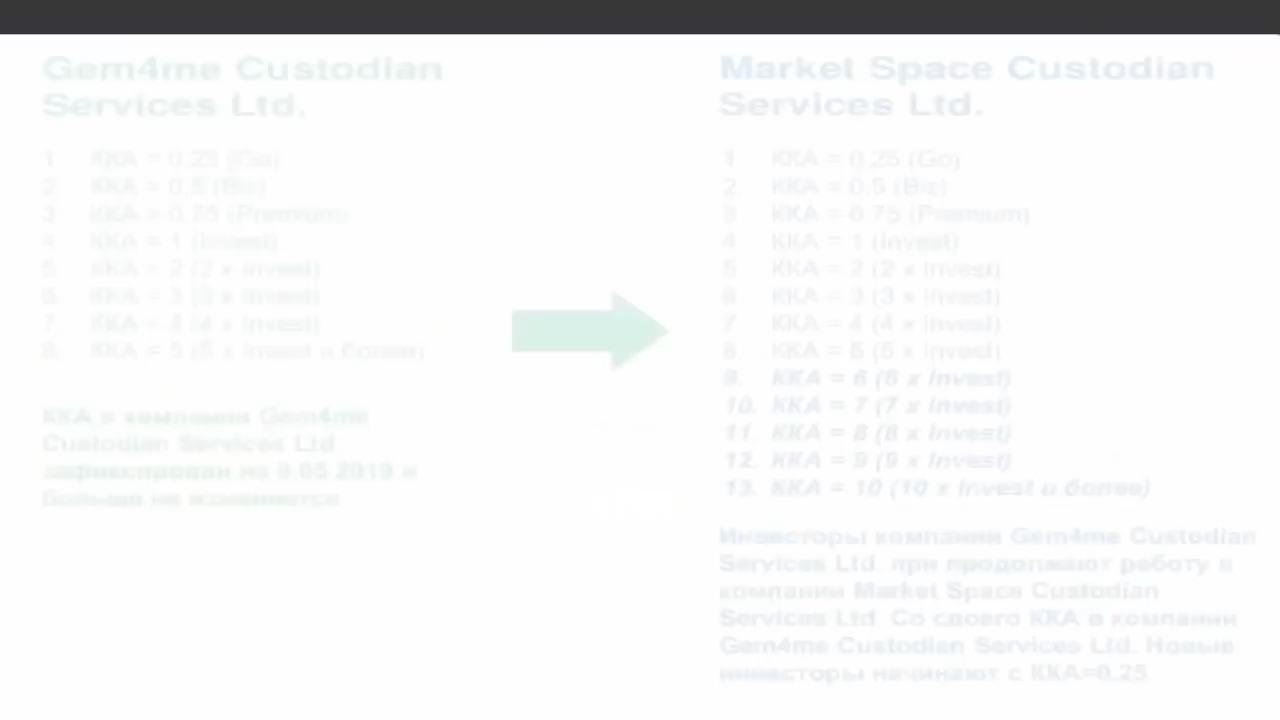 Gem4me Custodian
Services Ltd.
1. ККА = 0,25 (Go)
2. ККА = 0,5 (Biz)
3. ККА = 0,75 (Premium)
4. ККА = 1 (Invest)
5. ККА = 2 (2 x Invest)
6. ККА = 3 (3 x Invest)
7. ККА = 4 (4 x Invest)
8. ККА = 5 (5 x Invest и более)
ККА в компании Gem4me
Custodian Services Ltd
зафиксирован на 9.05.2019 и
больше не изменяется
Market Space Custodian
Services Ltd.
1. ККА = 0,25 (Go)
2. ККА = 0,5 (Biz)
3. ККА = 0,75 (Premium)
4. ККА = 1 (Invest)
5. ККА = 2 (2 x Invest)
6. ККА = 3 (3 x Invest)
7. ККА = 4 (4 x Invest)
8. ККА = 5 (5 x Invest)
9. ККА = 6 (6 x Invest)
10. ККА = 7 (7 x Invest)
11. ККА = 8 (8 x Invest)
12. ККА = 9 (9 x Invest)
13. ККА = 10 (10 x Invest и более)
Инвесторы компании Gem4me Custodian
Services Ltd. при продолжают работу в
компании Market Space Custodian
Services Ltd. Со своего ККА в компании
Gem4me Custodian Services Ltd. Новые
инвесторы начинают с ККА=0.25